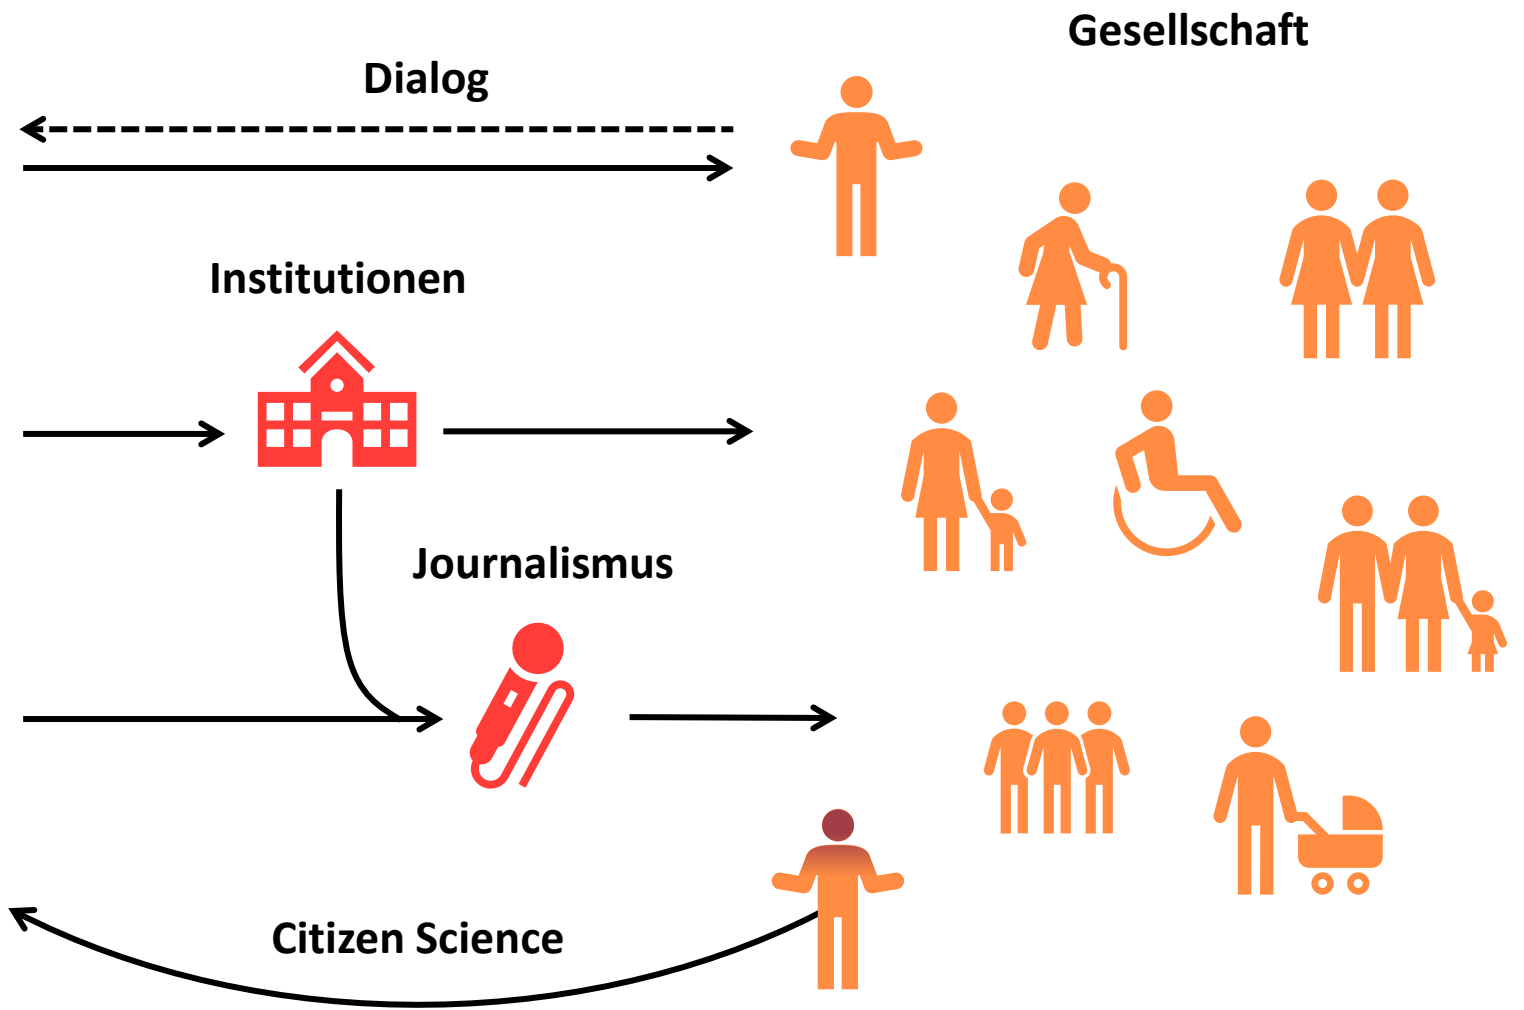 Gesellschaft
Dialog
Institutionen
Journalismus
Citizen Science